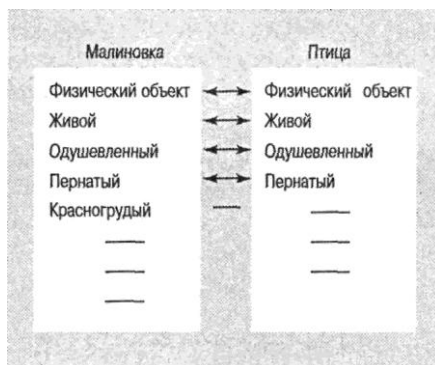 Малиновка Птица
Физический объект Физический объект
Живой Живой
Одушевленный Одушевленный
Пернатый Пернатый
Красногрудый